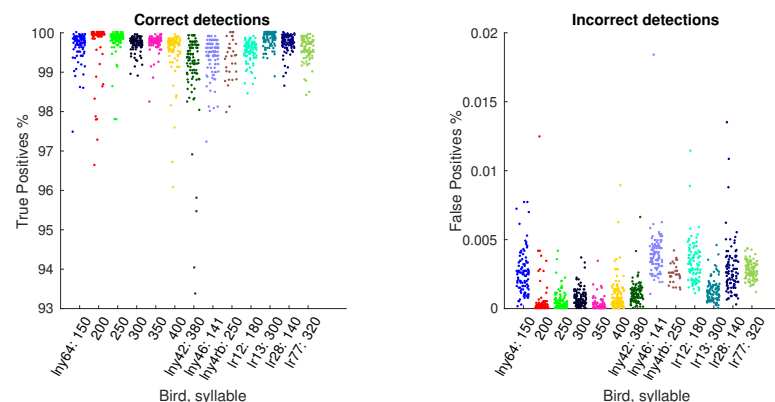 Correct detections
100
99
98
97
96
95
94
93
True Positives %
lny64: 150
200
250
300
350
400
lny42: 380
lny46: 141
lny4rb: 250
lr12: 180
lr13: 300
lr28: 140
lr77: 320
Bird, syllable
Incorrect detections
0.02
0.015
0.01
0.005
0
False Positives %
lny64: 150
200
250
300
350
400
lny42: 380
lny46: 141
lny4rb: 250
lr12: 180
lr13: 300
lr28: 140
lr77: 320
Bird, syllable